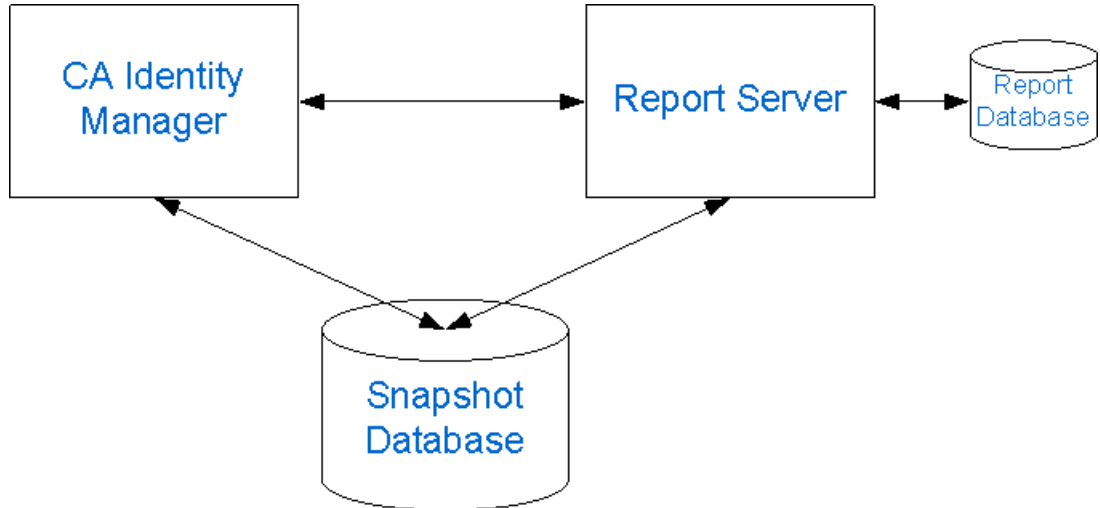 CA Identity
Manager
Report Server
Report
Database
Snapshot
Database